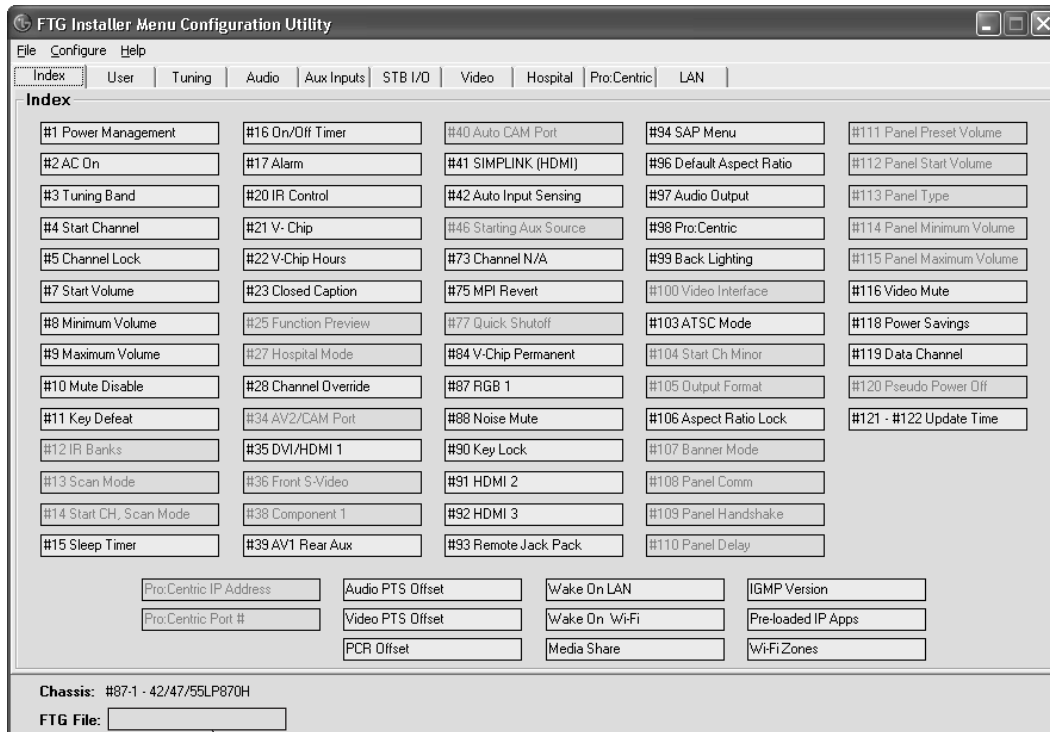 FTG Installer Menu Configuration Utility
File Configure Help
Index User Tuning Audio Aux Inputs STB I/O Video Hospital Pro:Centric LAN
Index
#1 Power Management #16 On/Off Timer #40 Auto CAM Port #94 SAP Menu #111 Panel Preset Volume
#2 AC On #17 Alarm #41 SIMPLINK (HDMI) #96 Default Aspect Ratio #112 Panel Start Volume
#3 Tuning Band #20 IR Control #42 Auto Input Sensing #97 Audio Output #113 Panel Type
#4 Start Channel #21 V- Chip #46 Starting Aux Source #98 Pro:Centric #114 Panel Minimum Volume
#5 Channel Lock #22 V-Chip Hours #73 Channel N/A #99 Back Lighting #115 Panel Maximum Volume
#7 Start Volume #23 Closed Caption #75 MPI Revert #100 Video Interface #116 Video Mute
#8 Minimum Volume #25 Function Preview #77 Quick Shutoff #103 ATSC Mode #118 Power Savings
#9 Maximum Volume #27 Hospital Mode #84 V-Chip Permanent #104 Start Ch Minor #119 Data Channel
#10 Mute Disable #28 Channel Override #87 RGB 1 #105 Output Format #120 Pseudo Power Off
#11 Key Defeat #34 AV2/CAM Port #88 Noise Mute #106 Aspect Ratio Lock #121 - #122 Update Time
#12 IR Banks #35 DVI/HDMI 1 #90 Key Lock #107 Banner Mode
#13 Scan Mode #36 Front S-Video #91 HDMI 2 #108 Panel Comm
#14 Start CH, Scan Mode #38 Component 1 #92 HDMI 3 #109 Panel Handshake
#15 Sleep Timer #39 AV1 Rear Aux #93 Remote Jack Pack #110 Panel Delay
Pro:Centric IP Address Audio PTS Offset Wake On LAN IGMP Version
Pro:Centric Port # Video PTS Offset Wake On Wi-Fi Pre-loaded IP Apps
PCR Offset Media Share Wi-Fi Zones
Chassis: #87-1 - 42/47/55LP870H
FTG File: